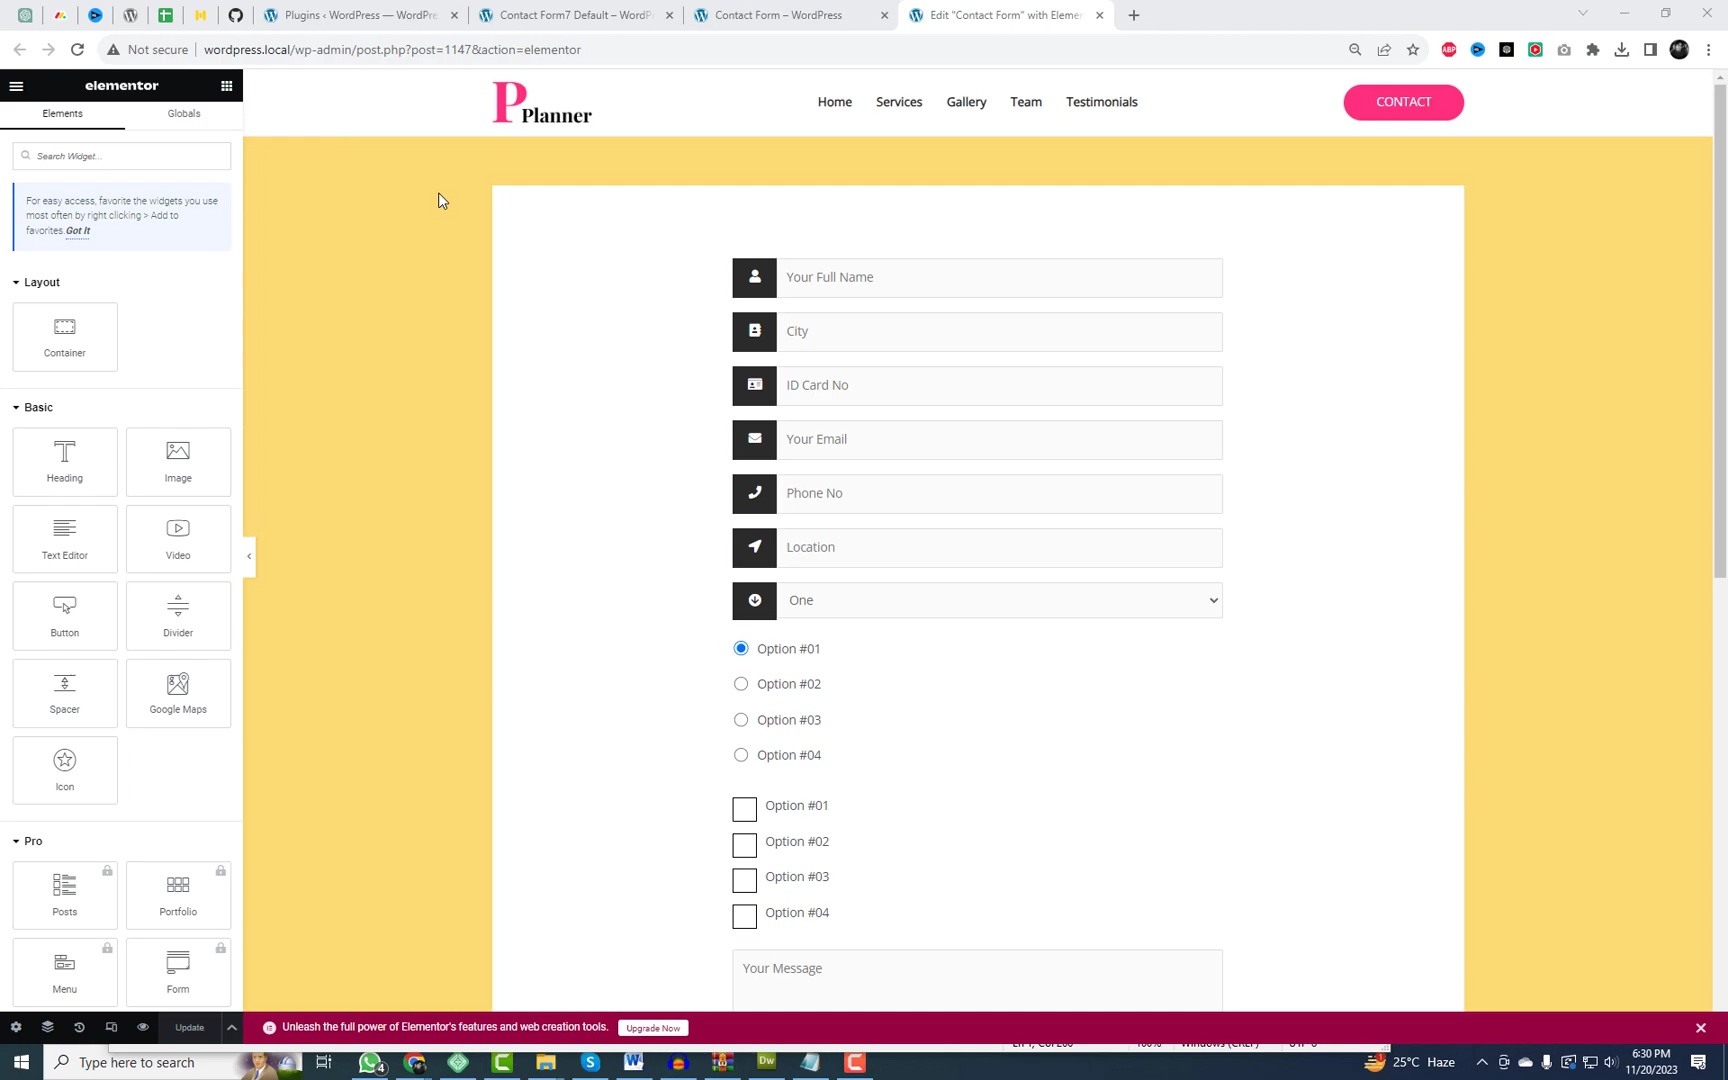 Plugins ‹ WordPress — WordPre
Contact Form7 Default – WordP
Contact Form – WordPress
Edit "Contact Form" with Elemen
Not secure
wordpress.local/wp-admin/post.php?post=1147&action=elementor
ABP
elementor
Elements
Globals
Search Widget...
For easy access, favorite the widgets you use
most often by right clicking > Add to
favorites. Got It
Layout
Container
Basic
Heading
Image
Text Editor
Video
Button
Divider
Spacer
Google Maps
Icon
Pro
Posts
Portfolio
Menu
Form
Update
P Planner
Home
Services
Gallery
Team
Testimonials
CONTACT
Your Full Name
City
ID Card No
Your Email
Phone No
Location
One
Option #01
Option #02
Option #03
Option #04
Option #01
Option #02
Option #03
Option #04
Your Message
Unleash the full power of Elementor's features and web creation tools.
Upgrade Now
Type here to search
4
Dw
25°C Haze
6:30 PM
11/20/2023